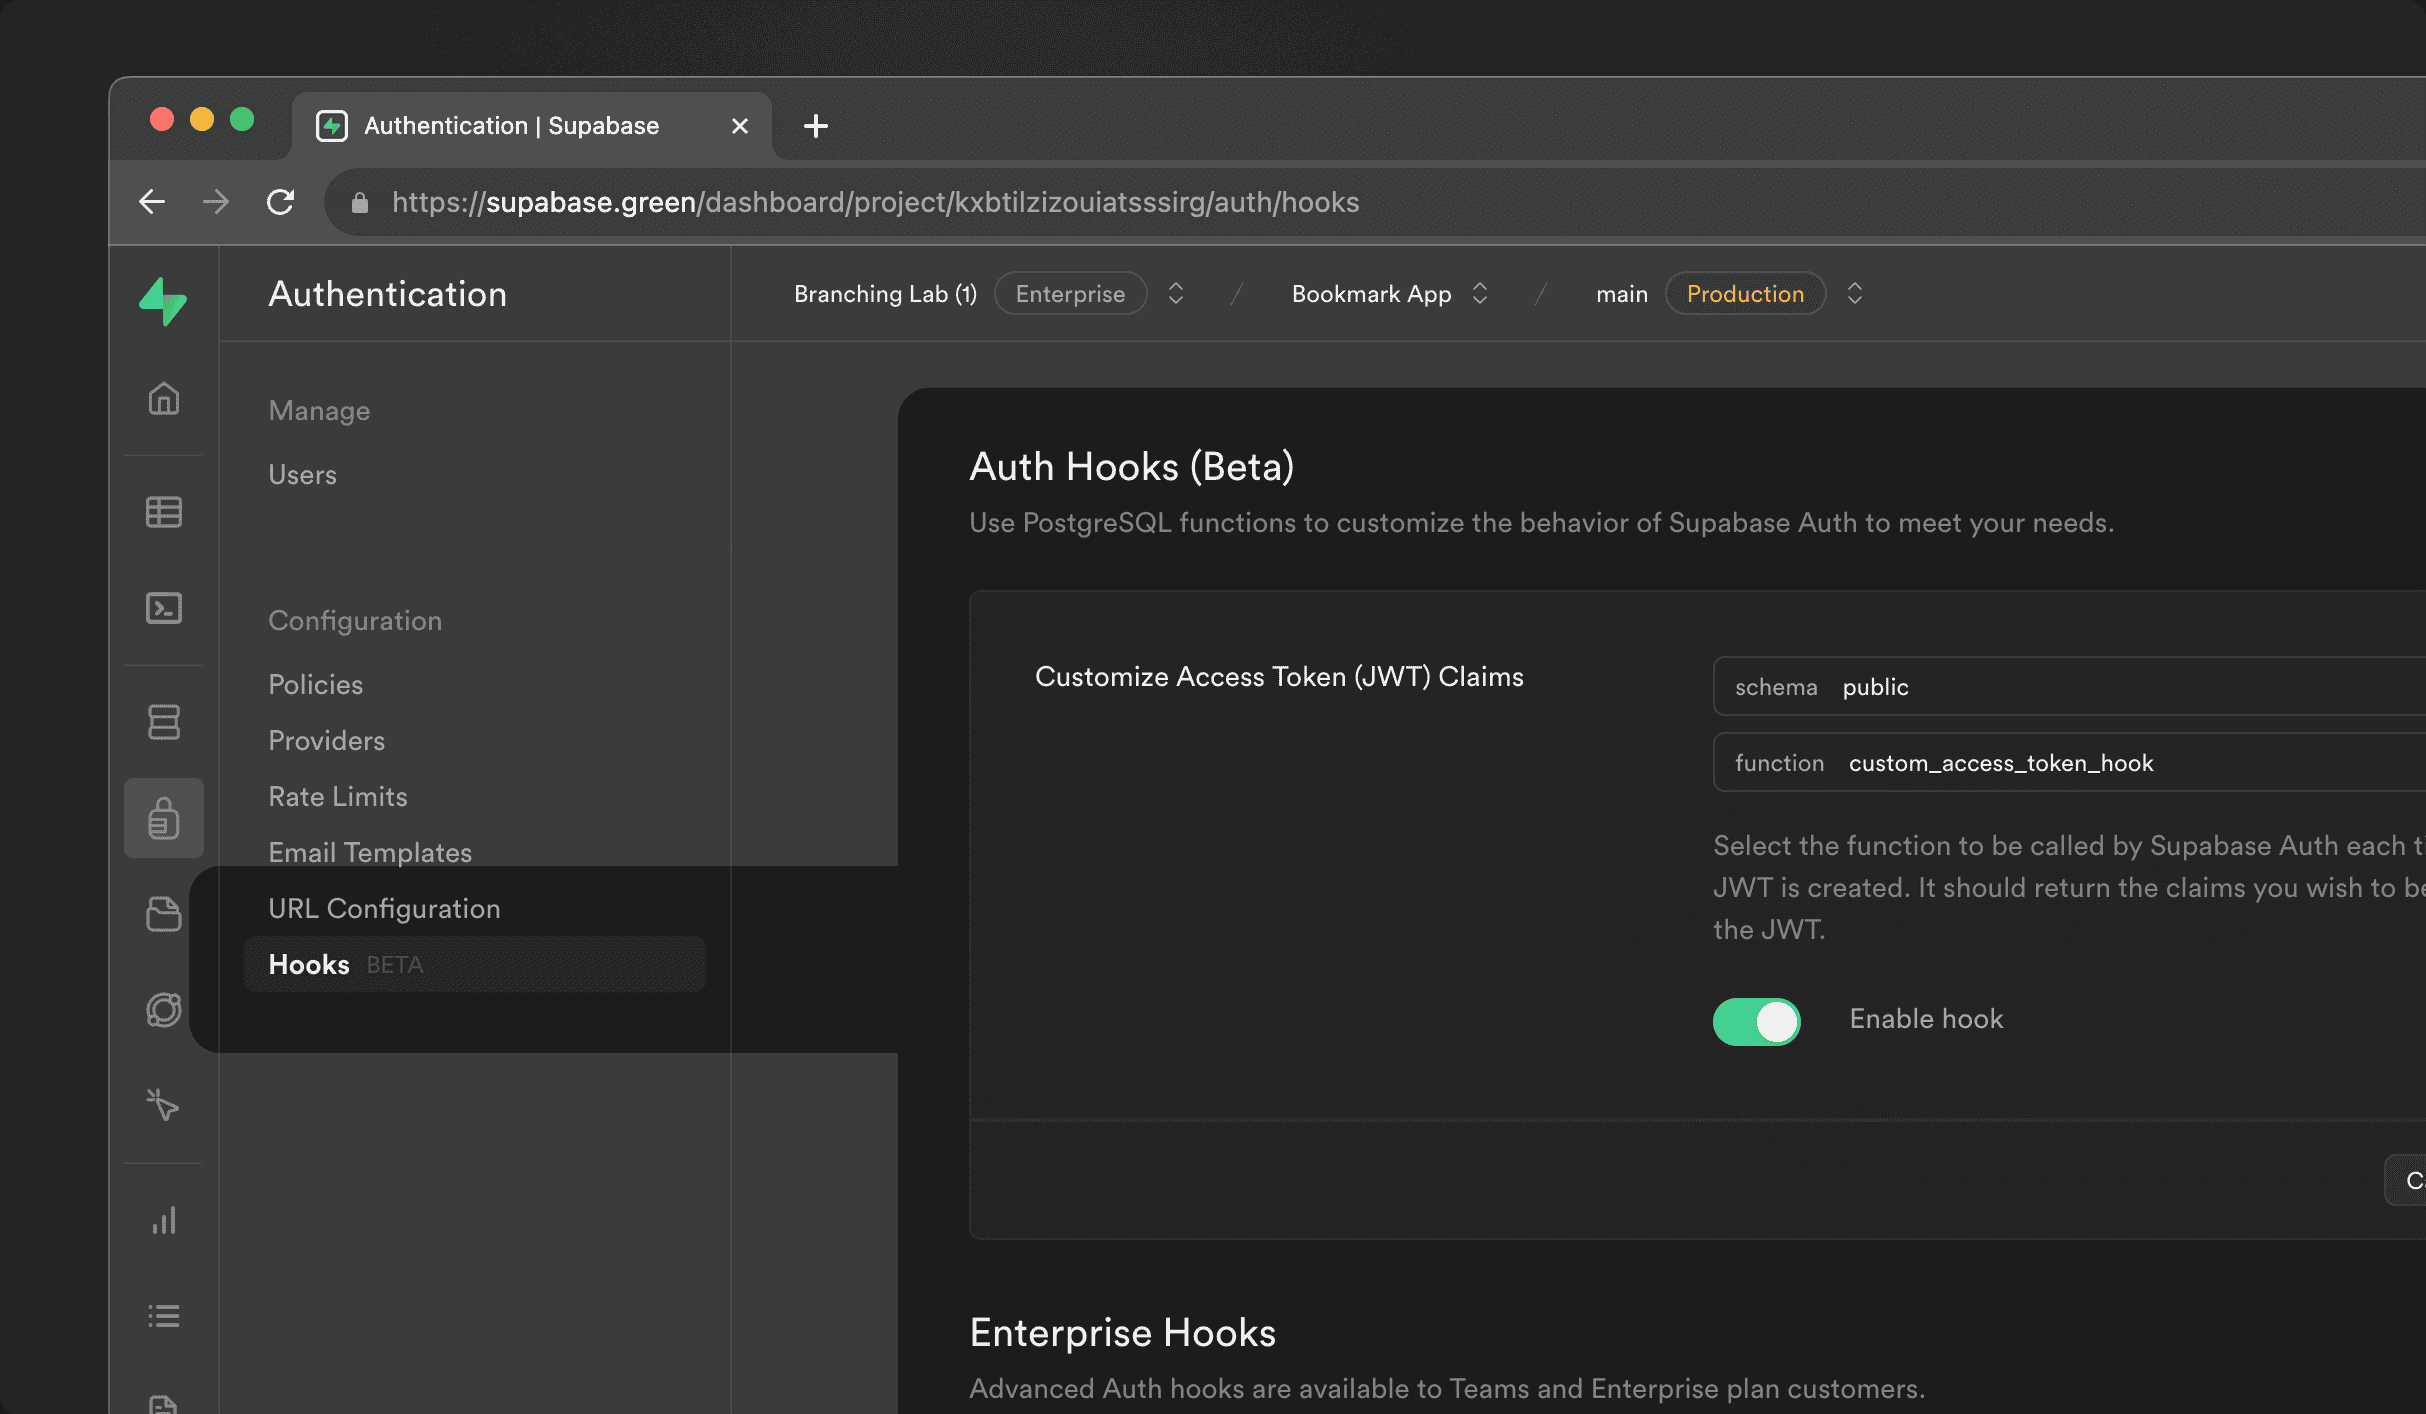 Authentication | Supabase
https://supabase.green/dashboard/project/kxbtilzizouiatsssirg/auth/hooks
Authentication
Branching Lab (1) Enterprise / Bookmark App / main Production
Manage
Users
Configuration
Policies
Providers
Rate Limits
Email Templates
URL Configuration
Hooks BETA
Auth Hooks (Beta)
Use PostgreSQL functions to customize the behavior of Supabase Auth to meet your needs.
Customize Access Token (JWT) Claims
schema public
function custom_access_token_hook
Select the function to be called by Supabase Auth each
JWT is created. It should return the claims you wish to
the JWT.
Enable hook
Enterprise Hooks
Advanced Auth hooks are available to Teams and Enterprise plan customers.